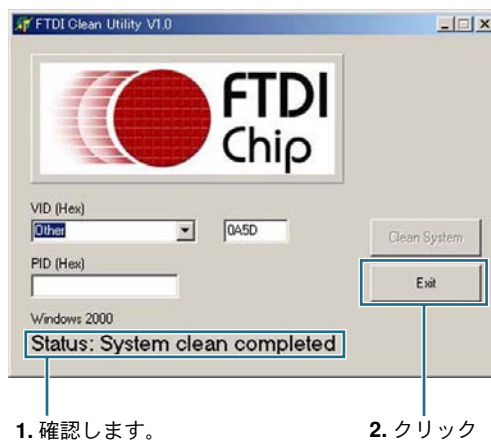 FTDI Clean Utility V1.0
FTDI
Chip
VID (Hex)
Other
0A5D
Clean System
PID (Hex)
Exit
Windows 2000
Status: System clean completed
1. 確認します。
2. クリック